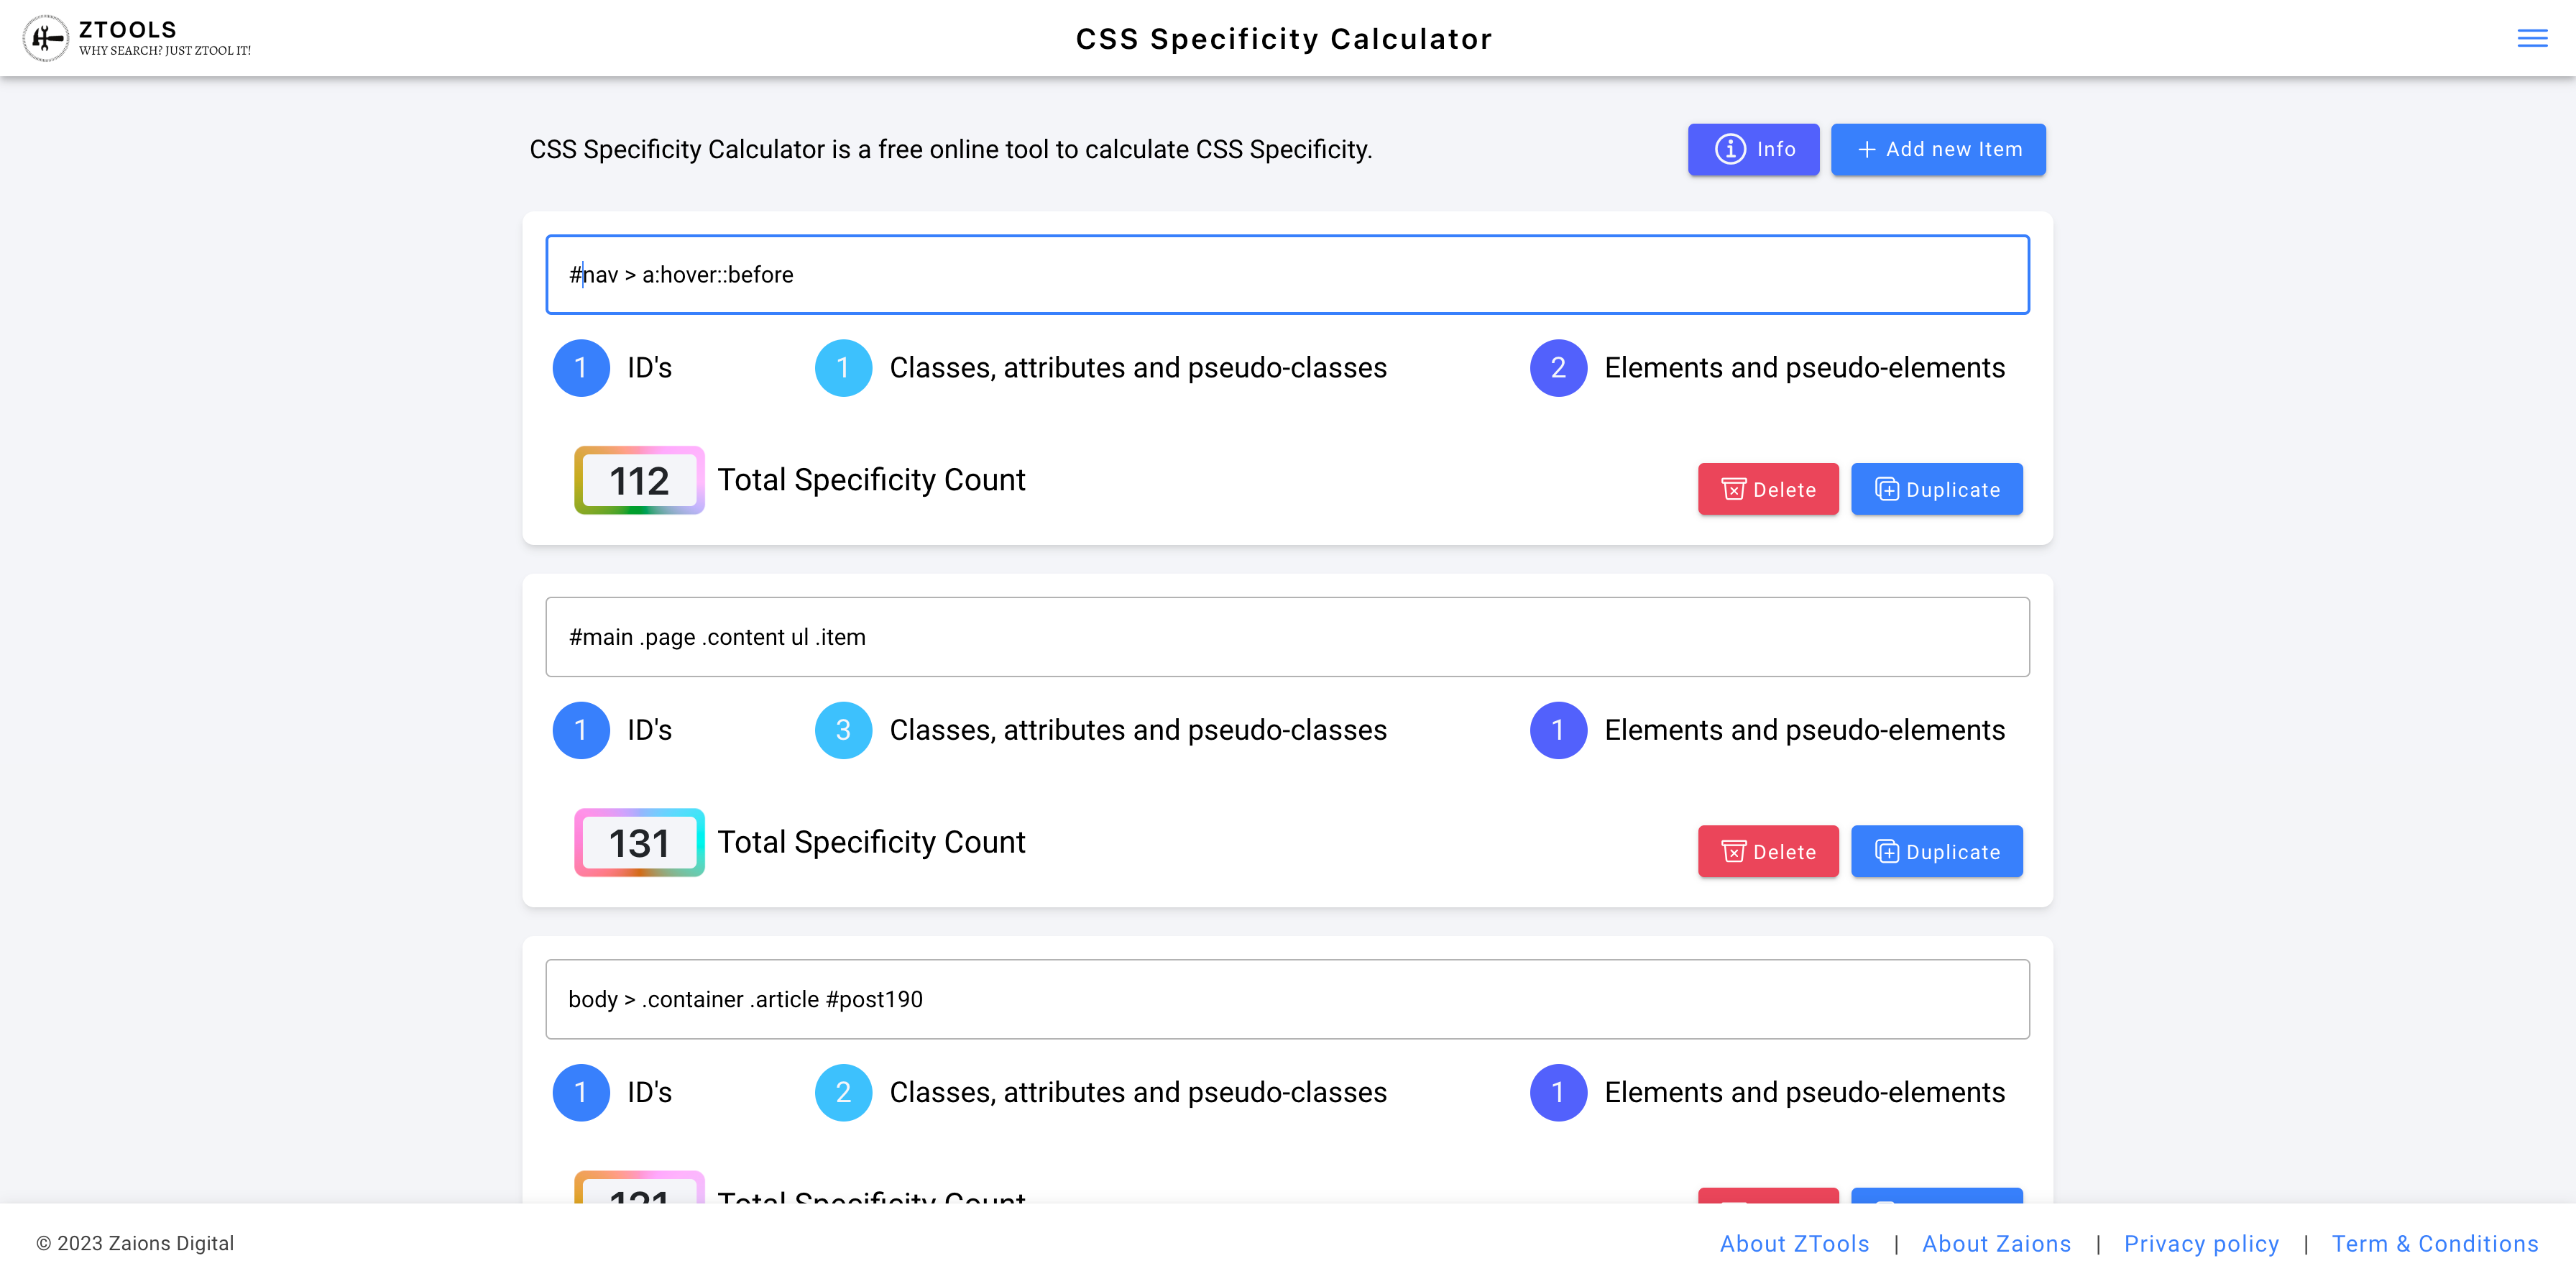 ZTOOLS
WHY SEARCH? JUST ZTOOL IT!
CSS Specificity Calculator
CSS Specificity Calculator is a free online tool to calculate CSS Specificity.
Info
Add new Item
#nav > a:hover::before
1 ID's
1 Classes, attributes and pseudo-classes
2 Elements and pseudo-elements
112 Total Specificity Count
Delete
Duplicate
#main .page .content ul .item
1 ID's
3 Classes, attributes and pseudo-classes
1 Elements and pseudo-elements
131 Total Specificity Count
Delete
Duplicate
body > .container .article #post190
1 ID's
2 Classes, attributes and pseudo-classes
1 Elements and pseudo-elements
121 Total Specificity Count
© 2023 Zaions Digital
About ZTools | About Zaions | Privacy policy | Term & Conditions